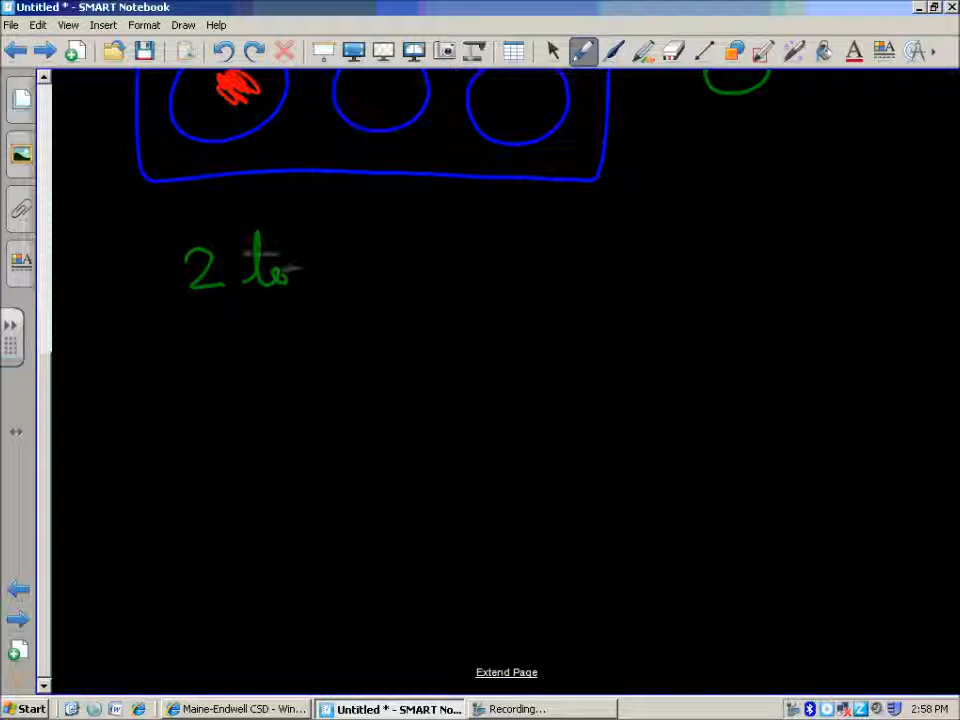 Untitled * - SMART Notebook
File Edit View Insert Format Draw Help
2 to
Extend Page
Start Maine-Endwell CSD - Win... Untitled * - SMART No... Recording... 2:58 PM